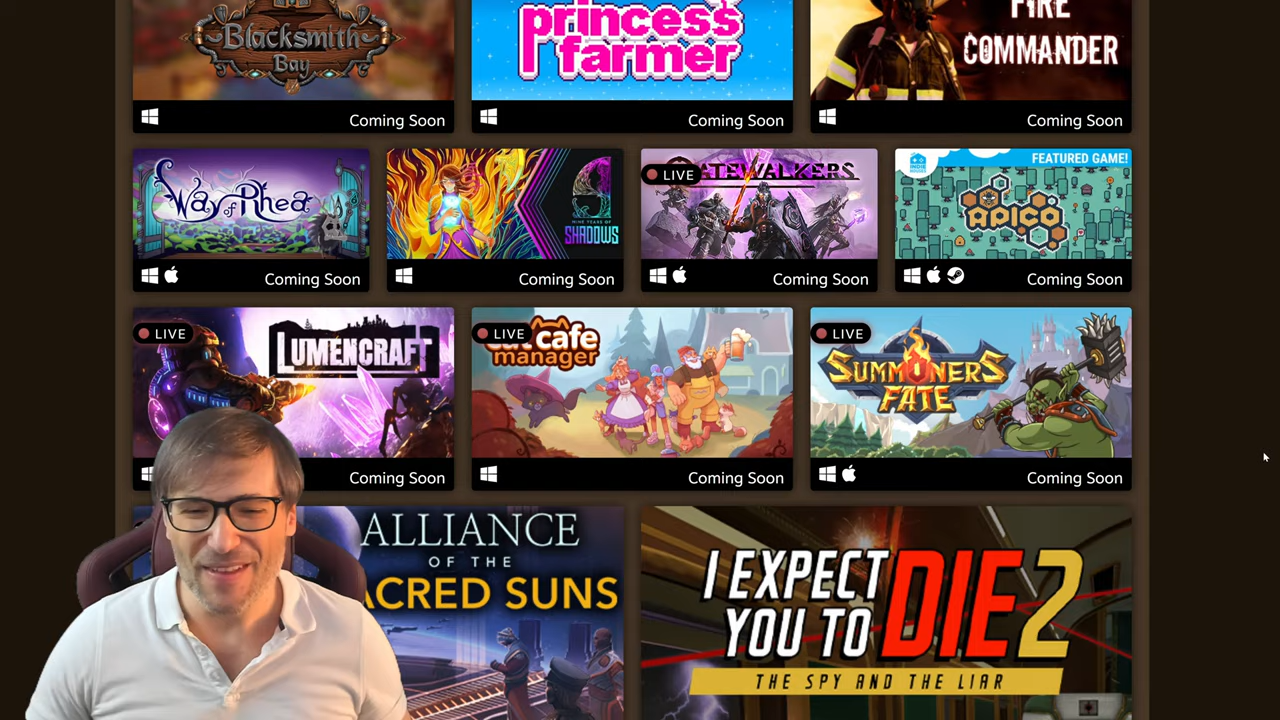 Blacksmith
Bay
princess
farmer
FIRE
COMMANDER
Coming Soon
Coming Soon
Coming Soon
Way of Rhea
NINE YEARS OF
SHADOWS
LIVE
ATEWALKERS
FEATURED GAME!
APICO
Coming Soon
Coming Soon
Coming Soon
Coming Soon
LIVE
LUMENCRAFT
LIVE
cat cafe
manager
LIVE
SUMMONERS
FATE
Coming Soon
Coming Soon
Coming Soon
ALLIANCE
OF THE
ACRED SUNS
I EXPECT
YOU TO DIE 2
THE SPY AND THE LIAR